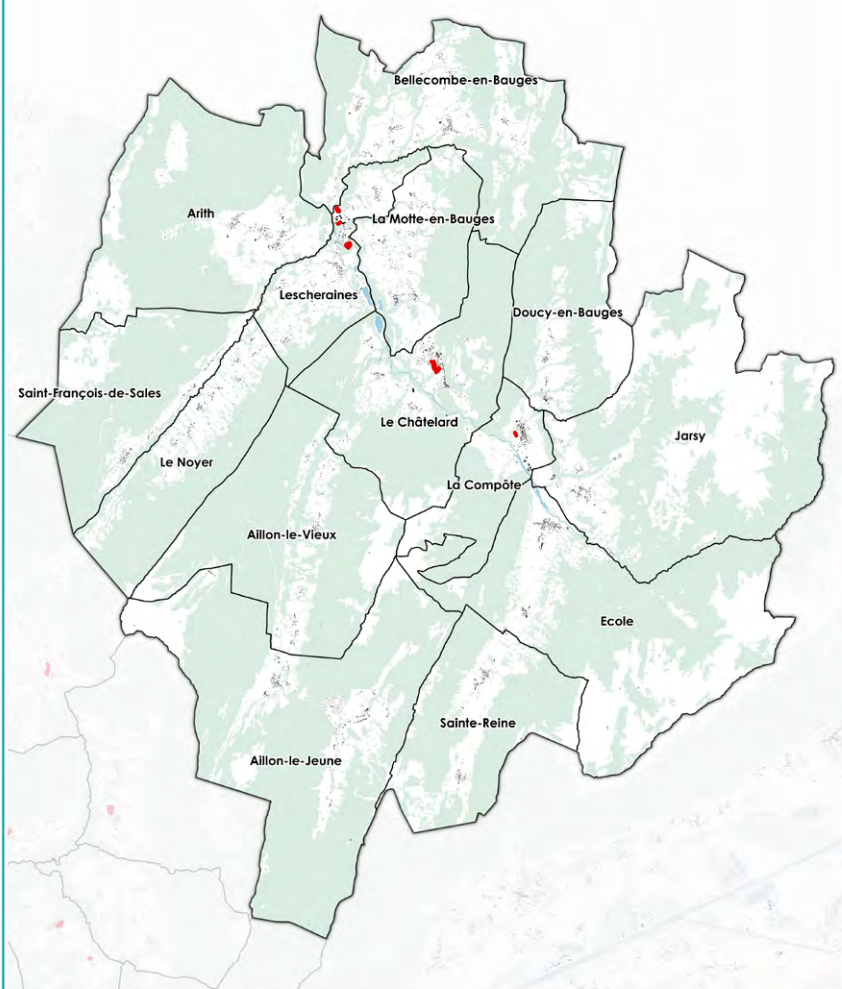 Bellecombe-en-Bauges
Arith
La Motte-en-Bauges
Lescheraines
Doucy-en-Bauges
Saint-François-de-Sales
Le Châtelard
Jarsy
Le Noyer
La Compôte
Aillon-le-Vieux
Ecole
Sainte-Reine
Aillon-le-Jeune